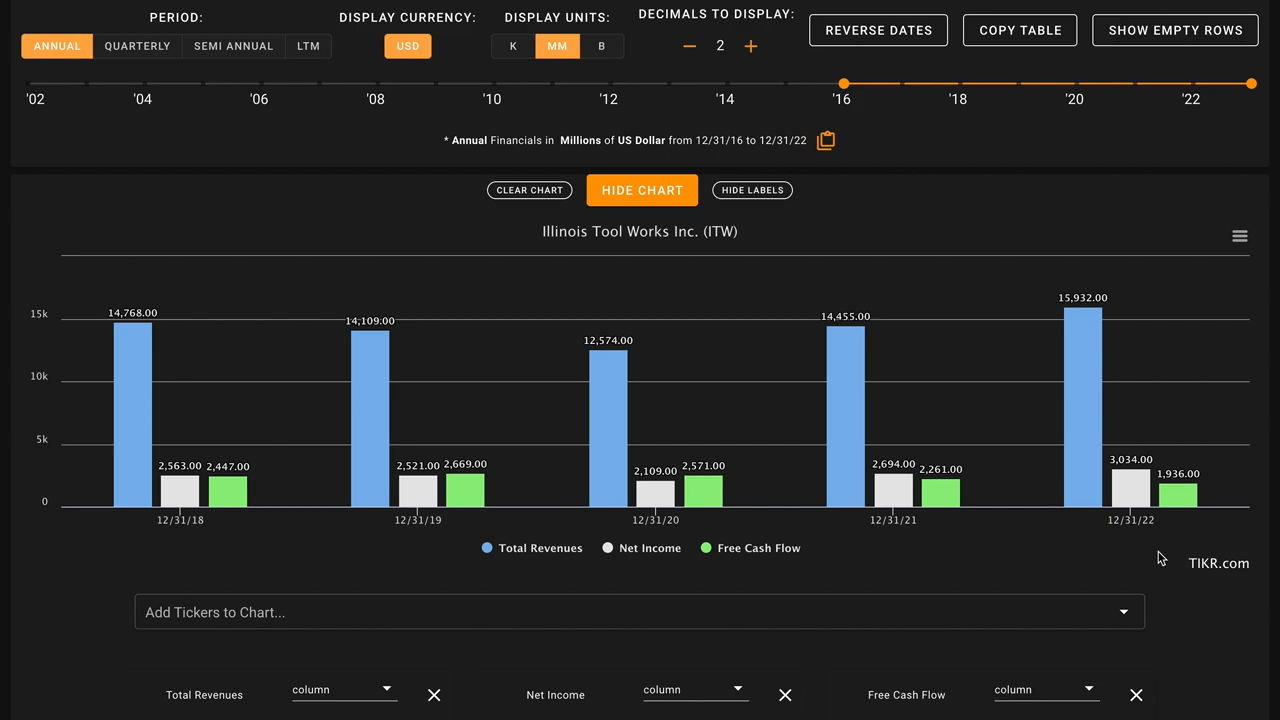 PERIOD:
DISPLAY CURRENCY:
DISPLAY UNITS:
DECIMALS TO DISPLAY:
ANNUAL QUARTERLY SEMI ANNUAL LTM
USD
K MM B
2
REVERSE DATES
COPY TABLE
SHOW EMPTY ROWS
'02 '04 '06 '08 '10 '12 '14 '16 '18 '20 '22
* Annual Financials in Millions of US Dollar from 12/31/16 to 12/31/22
CLEAR CHART
HIDE CHART
HIDE LABELS
Illinois Tool Works Inc. (ITW)
15k
10k
5k
0
14,768.00
2,563.00
2,447.00
14,109.00
2,521.00
2,669.00
12,574.00
2,109.00
2,571.00
14,455.00
2,694.00
2,261.00
15,932.00
3,034.00
1,936.00
12/31/18 12/31/19 12/31/20 12/31/21 12/31/22
Total Revenues Net Income Free Cash Flow
TIKR.com
Add Tickers to Chart...
Total Revenues column
Net Income column
Free Cash Flow column